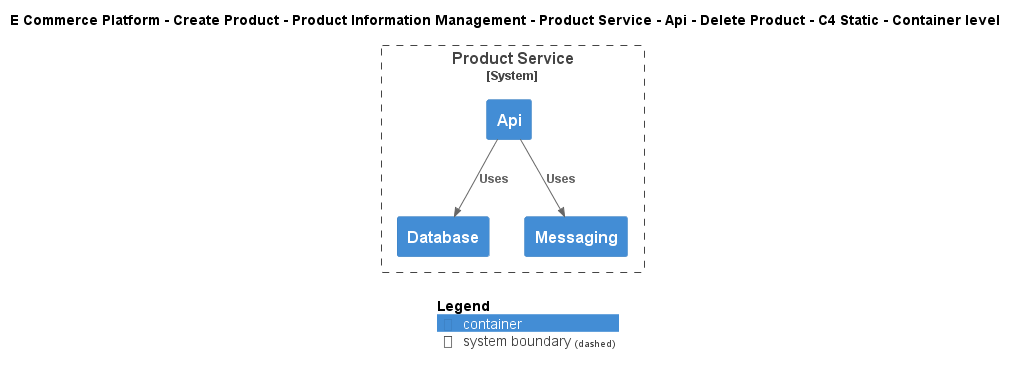 E Commerce Platform - Create Product - Product Information Management - Product Service - Api - Delete Product - C4 Static - Container level
Product Service
[System]
Api
Uses
Uses
Database
Messaging
Legend
container
system boundary (dashed)